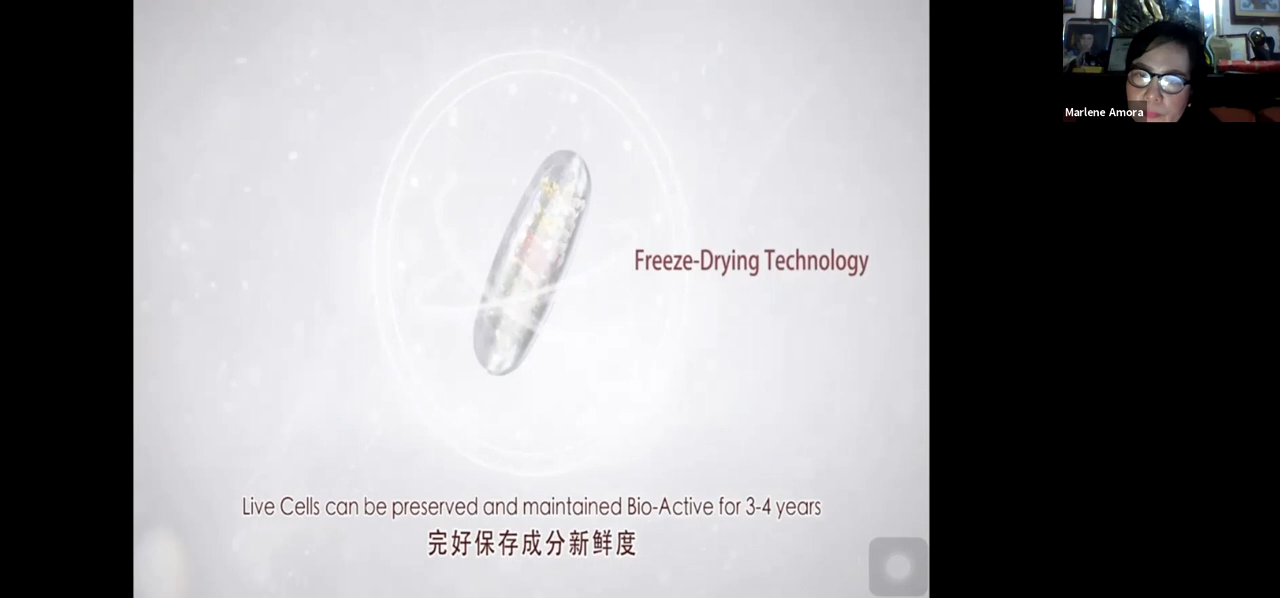 Marlene Amora
Freeze-Drying Technology
Live Cells can be preserved and maintained Bio-Active for 3-4 years
完好保存成分新鲜度